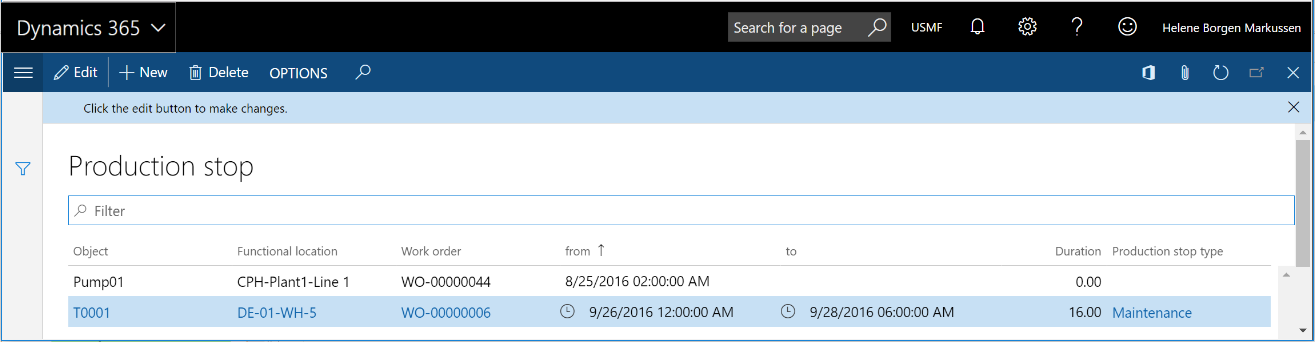 Dynamics 365 Search for a page USMF ? Helene Borgen Markussen
Edit New Delete OPTIONS
Click the edit button to make changes.
Production stop
Filter
Object Functional location Work order from ↑ to Duration Production stop type
Pump01 CPH-Plant1-Line 1 WO-00000044 8/25/2016 02:00:00 AM 0.00
T0001 DE-01-WH-5 WO-00000006 9/26/2016 12:00:00 AM 9/28/2016 06:00:00 AM 16.00 Maintenance